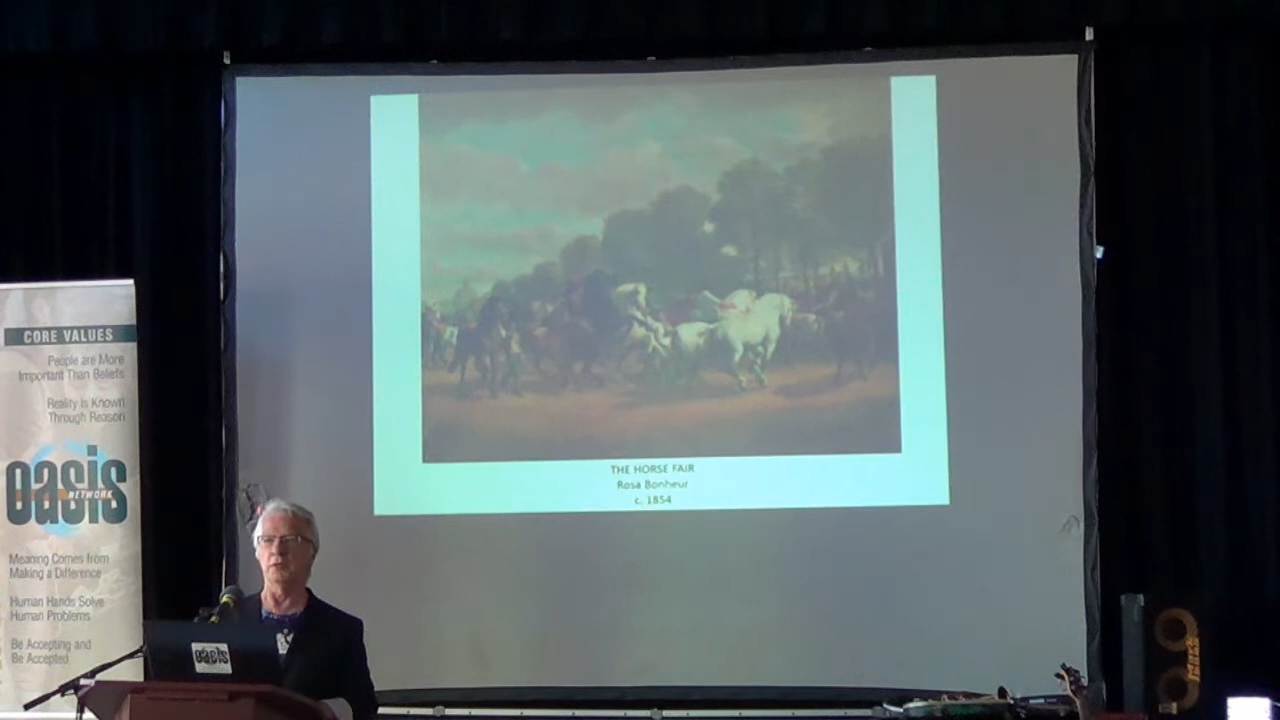 CORE VALUES
People are More
Important Than Beliefs
Reality is Known
Through Reason
oasis
NETWORK
Meaning Comes from
Making a Difference
Human Hands Solve
Human Problems
Be Accepting and
Be Accepted
THE HORSE FAIR
Rosa Bonheur
c. 1854
oasis